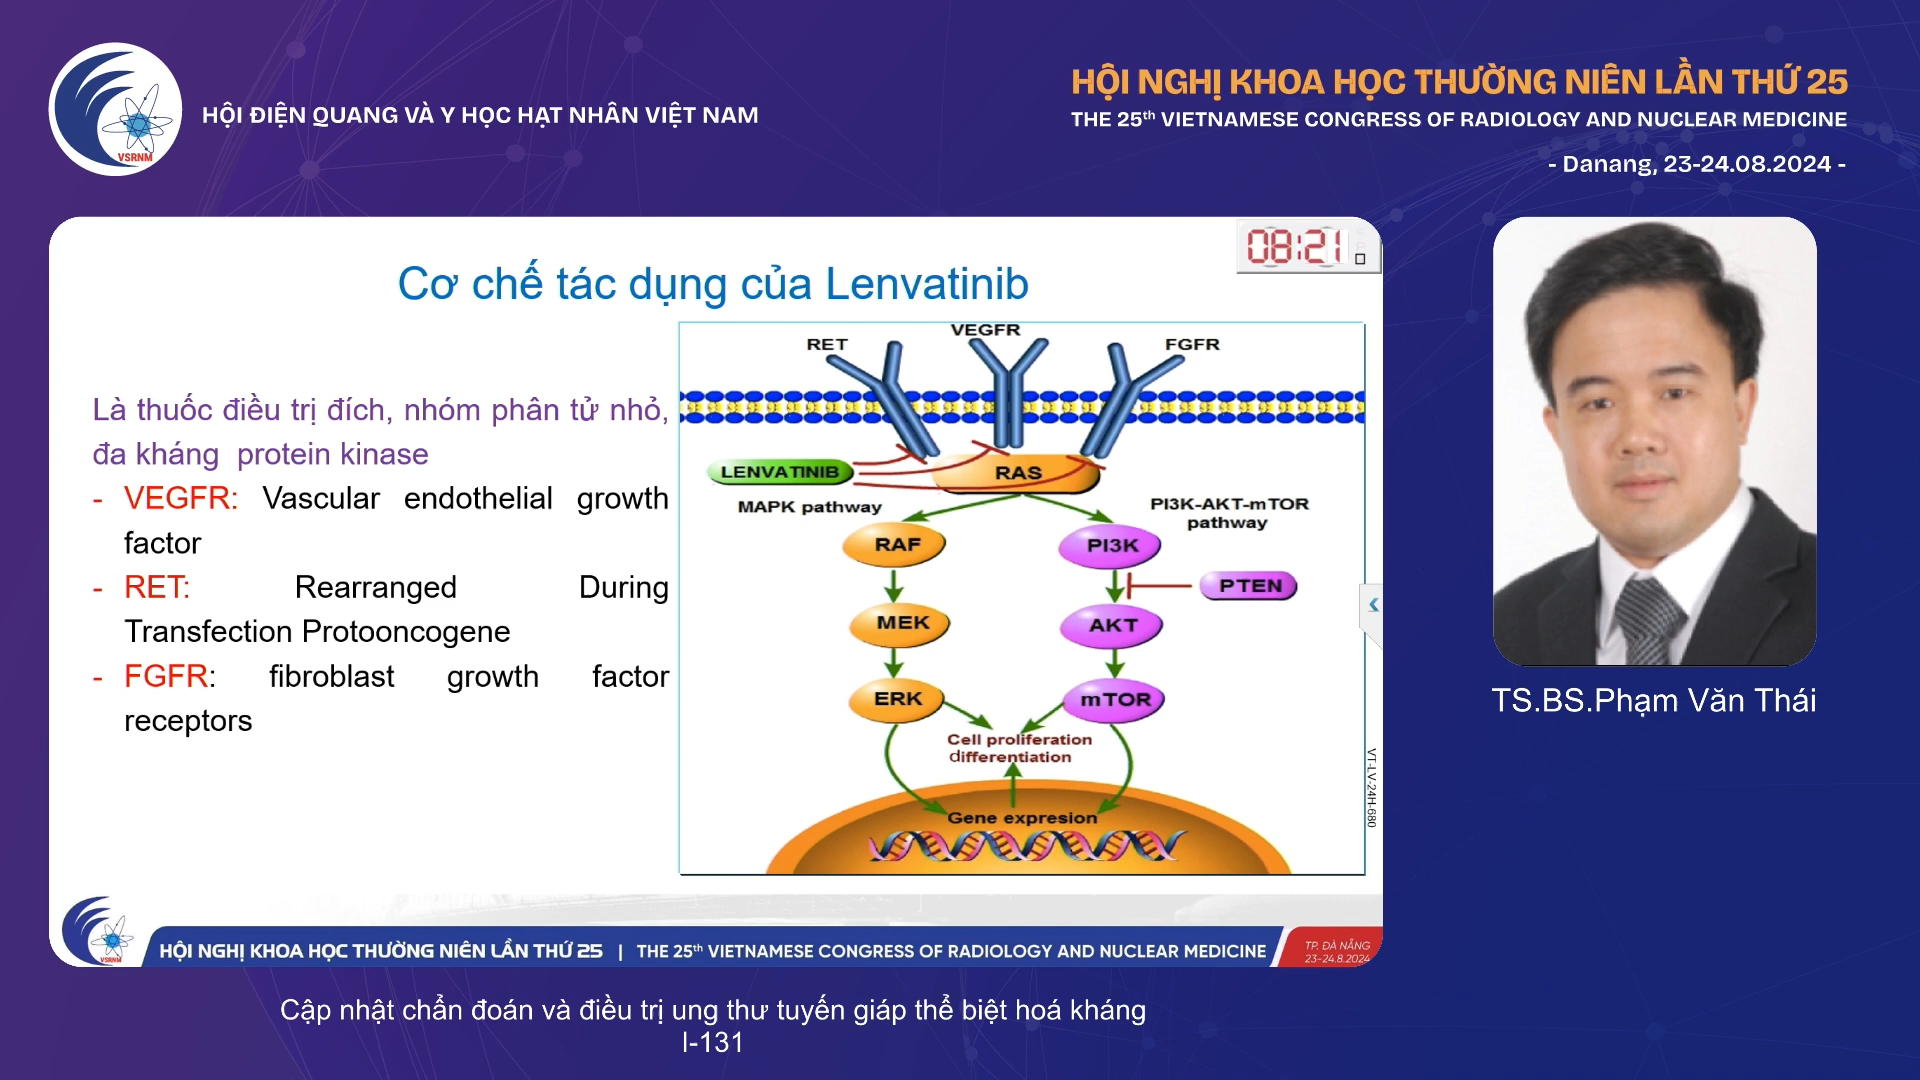 VSRNM
HỘI ĐIỆN QUANG VÀ Y HỌC HẠT NHÂN VIỆT NAM
HỘI NGHỊ KHOA HỌC THƯỜNG NIÊN LẦN THỨ 25
THE 25th VIETNAMESE CONGRESS OF RADIOLOGY AND NUCLEAR MEDICINE
- Danang, 23-24.08.2024 -
08:21
Cơ chế tác dụng của Lenvatinib
Là thuốc điều trị đích, nhóm phân tử nhỏ,
đa kháng protein kinase
- VEGFR: Vascular endothelial growth
factor
- RET: Rearranged During
Transfection Protooncogene
- FGFR: fibroblast growth factor
receptors
RET
VEGFR
FGFR
LENVATINIB
RAS
MAPK pathway
PI3K-AKT-mTOR
pathway
RAF
PI3K
PTEN
MEK
AKT
ERK
mTOR
Cell proliferation
differentiation
Gene expresion
VT-LV-24H-680
TS.BS.Phạm Văn Thái
VSRNM
HỘI NGHỊ KHOA HỌC THƯỜNG NIÊN LẦN THỨ 25 | THE 25th VIETNAMESE CONGRESS OF RADIOLOGY AND NUCLEAR MEDICINE
TP. ĐÀ NẴNG
23-24.8.2024
Cập nhật chẩn đoán và điều trị ung thư tuyến giáp thể biệt hoá kháng
I-131